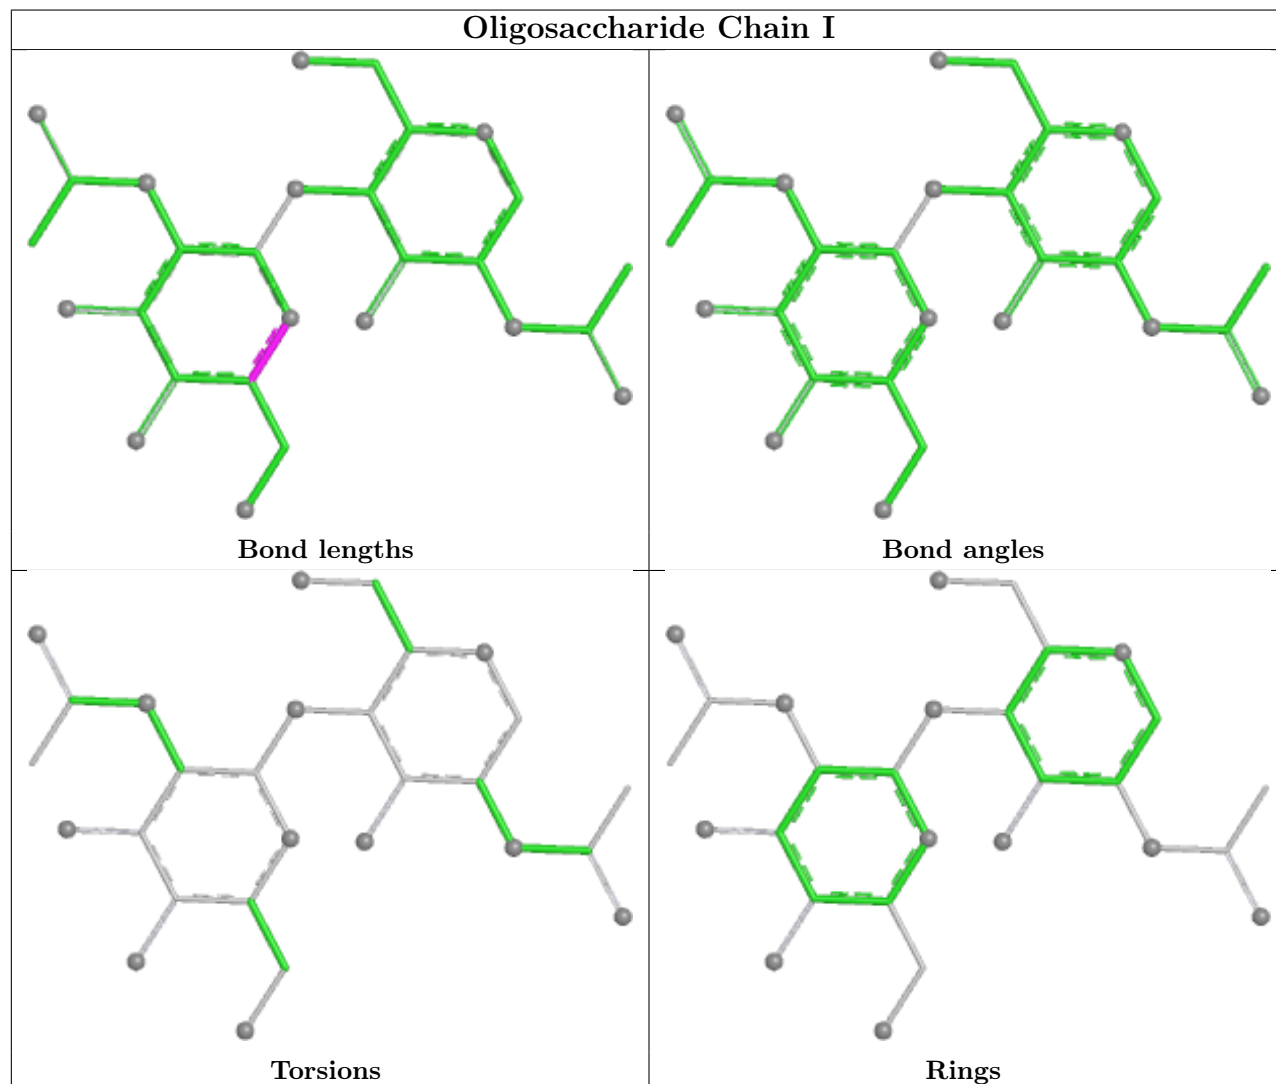 Oligosaccharide Chain I
Bond lengths
Bond angles
Torsions
Rings